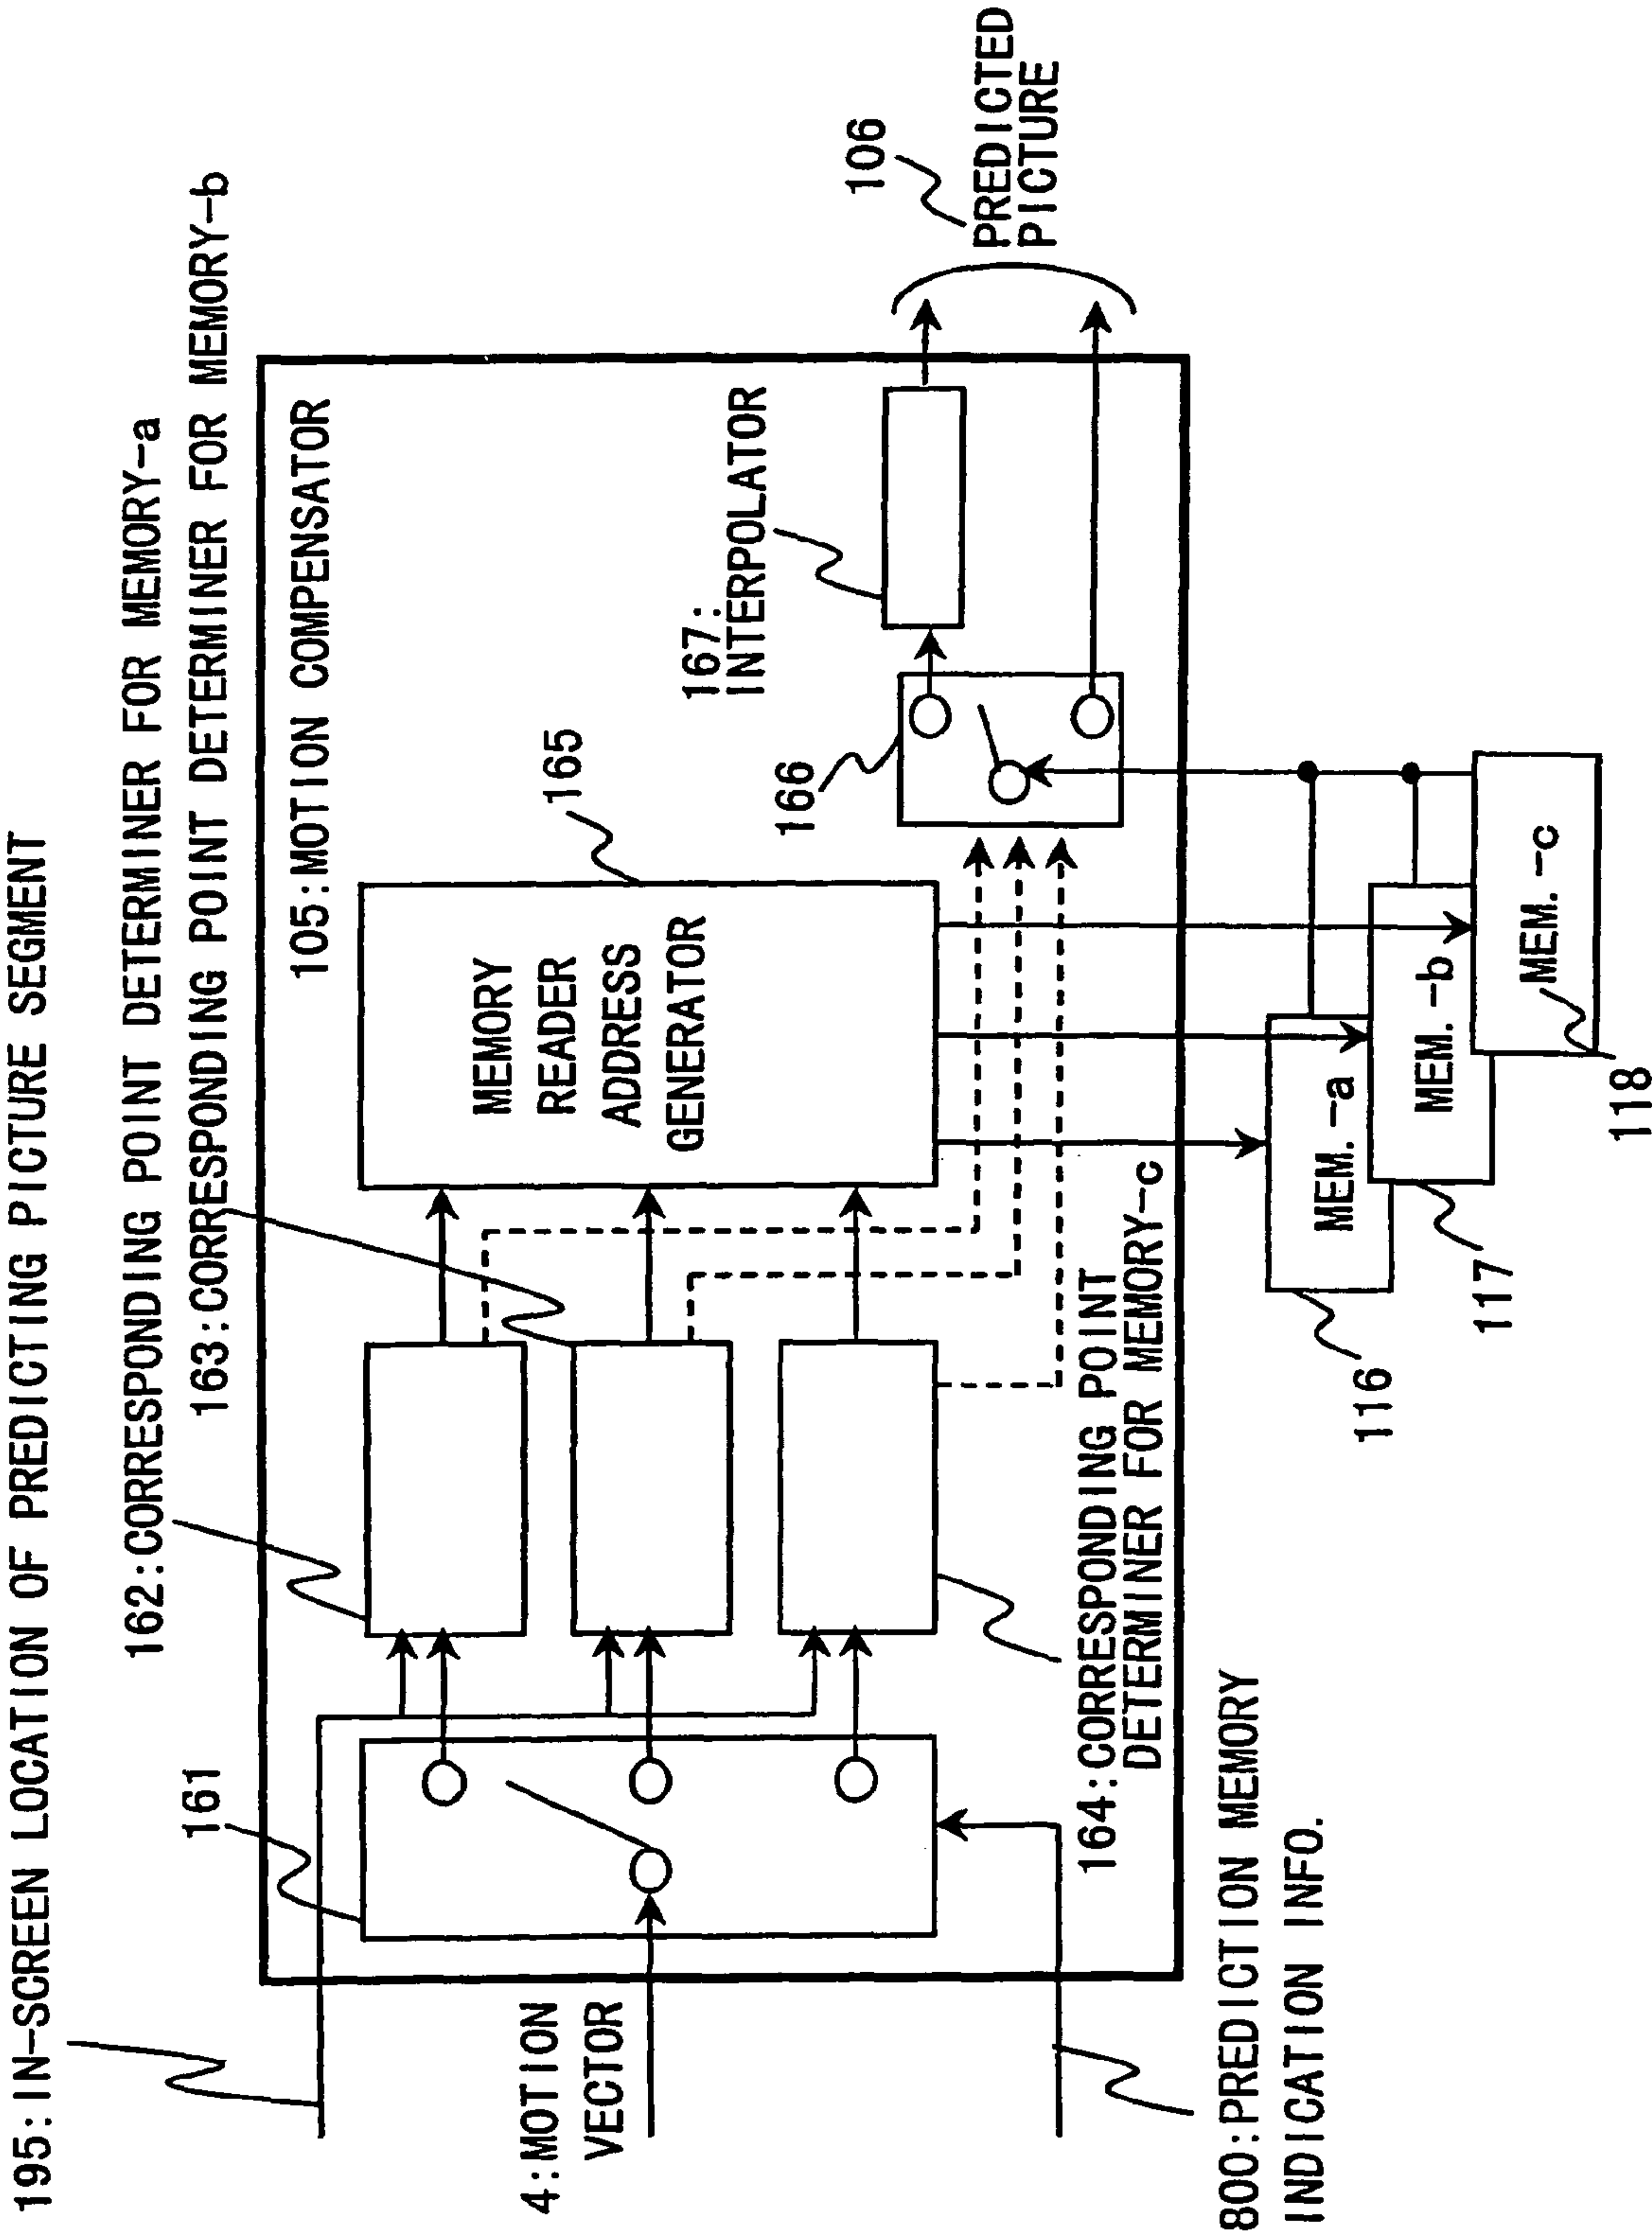 195:IN-SCREEN LOCATION OF PREDICTING PICTURE SEGMENT
162:CORRESPONDING POINT DETERMINER FOR MEMORY-a
163:CORRESPONDING POINT DETERMINER FOR MEMORY-b
105:MOTION COMPENSATOR
161
165
MEMORY
READER
ADDRESS
GENERATOR
167:
INTERPOLATOR
166
106
PREDICTED
PICTURE
4:MOTION
VECTOR
164:CORRESPONDING POINT
DETERMINER FOR MEMORY-c
800:PREDICTION MEMORY
INDICATION INFO.
MEM.-a
MEM.-b
MEM.-c
116
117
118